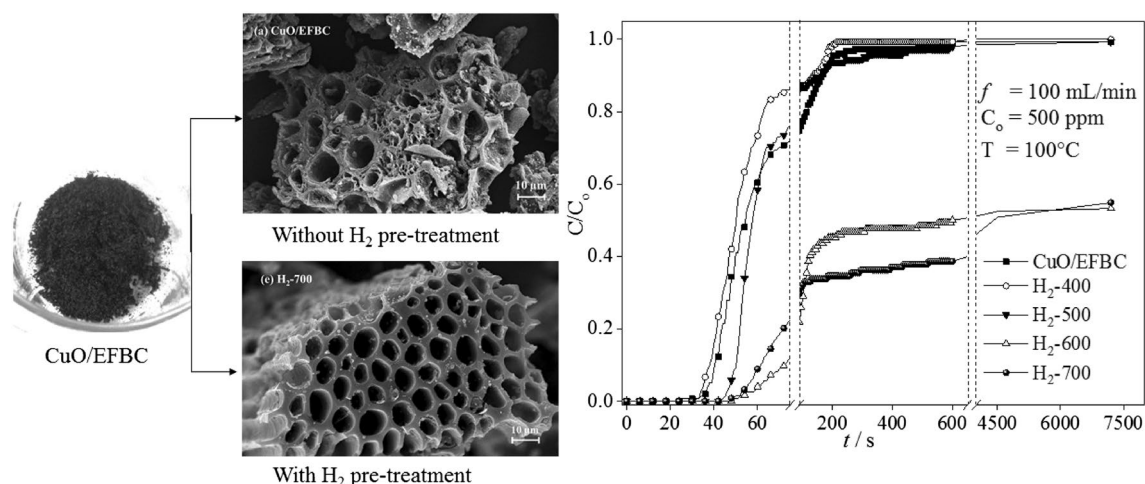 (a) CuO/EFBC
10 µm
Without H₂ pre-treatment
CuO/EFBC
(e) H₂-700
10 µm
With H₂ pre-treatment
C/Cₒ
1.0
0.8
0.6
0.4
0.2
0.0
f = 100 mL/min
Cₒ = 500 ppm
T = 100°C
CuO/EFBC
H₂-400
H₂-500
H₂-600
H₂-700
0 20 40 60 200 400 600 4500 6000 7500
t / s